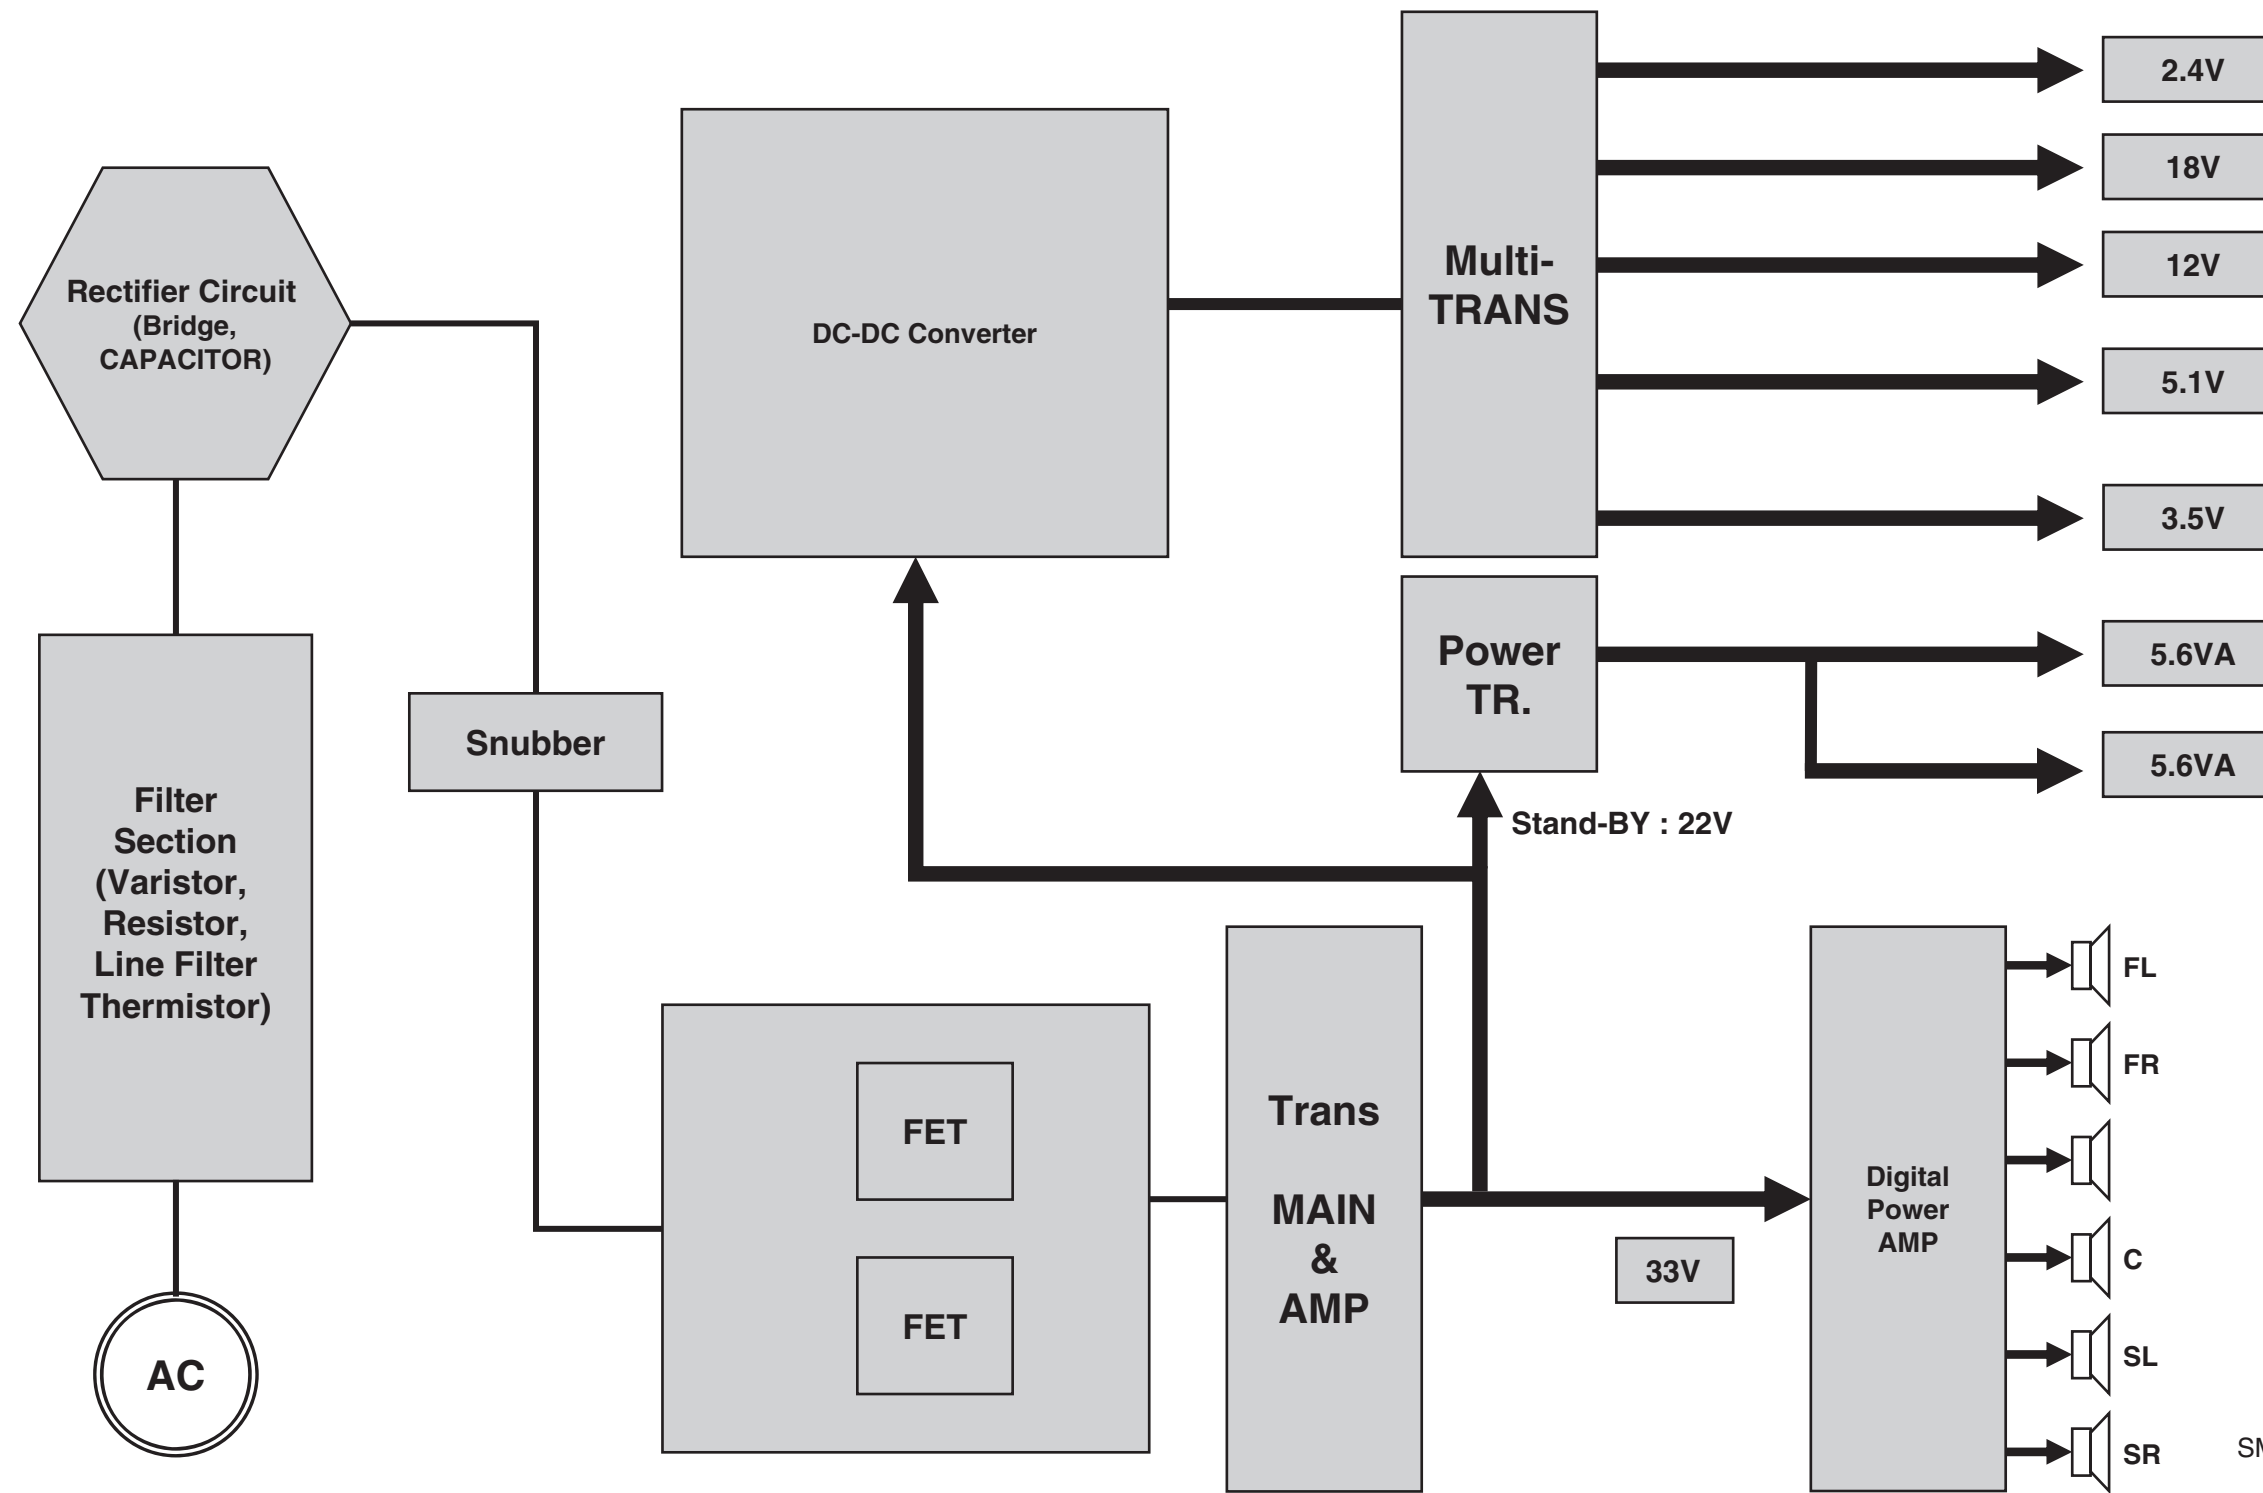 2.4V
18V
12V
5.1V
3.5V
5.6VA
5.6VA
Multi-
TRANS
DC-DC Converter
Rectifier Circuit
(Bridge,
CAPACITOR)
Power
TR.
Snubber
Stand-BY : 22V
Filter
Section
(Varistor,
Resistor,
Line Filter
Thermistor)
AC
FET
FET
Trans
MAIN
&
AMP
33V
Digital
Power
AMP
FL
FR
C
SL
SR
SM